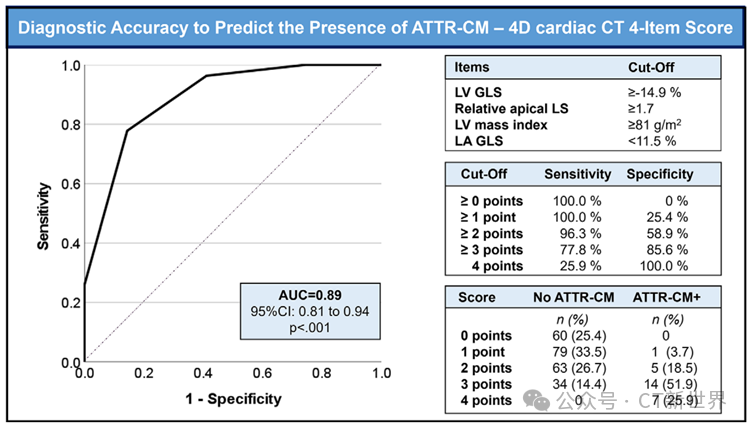 Diagnostic Accuracy to Predict the Presence of ATTR-CM – 4D cardiac CT 4-Item Score
Sensitivity
1.0
0.8
0.6
0.4
0.2
0.0
0.0 0.2 0.4 0.6 0.8 1.0
1 - Specificity
AUC=0.89
95%CI: 0.81 to 0.94
p<.001
Items Cut-Off
LV GLS ≥-14.9 %
Relative apical LS ≥1.7
LV mass index ≥81 g/m²
LA GLS <11.5 %
Cut-Off Sensitivity Specificity
≥ 0 points 100.0 % 0 %
≥ 1 point 100.0 % 25.4 %
≥ 2 points 96.3 % 58.9 %
≥ 3 points 77.8 % 85.6 %
4 points 25.9 % 100.0 %
Score No ATTR-CM ATTR-CM+
n (%) n (%)
0 points 60 (25.4) 0
1 point 79 (33.5) 1 (3.7)
2 points 63 (26.7) 5 (18.5)
3 points 34 (14.4) 14 (51.9)
4 points 0 7 (25.9)
公众号 · CT新世界